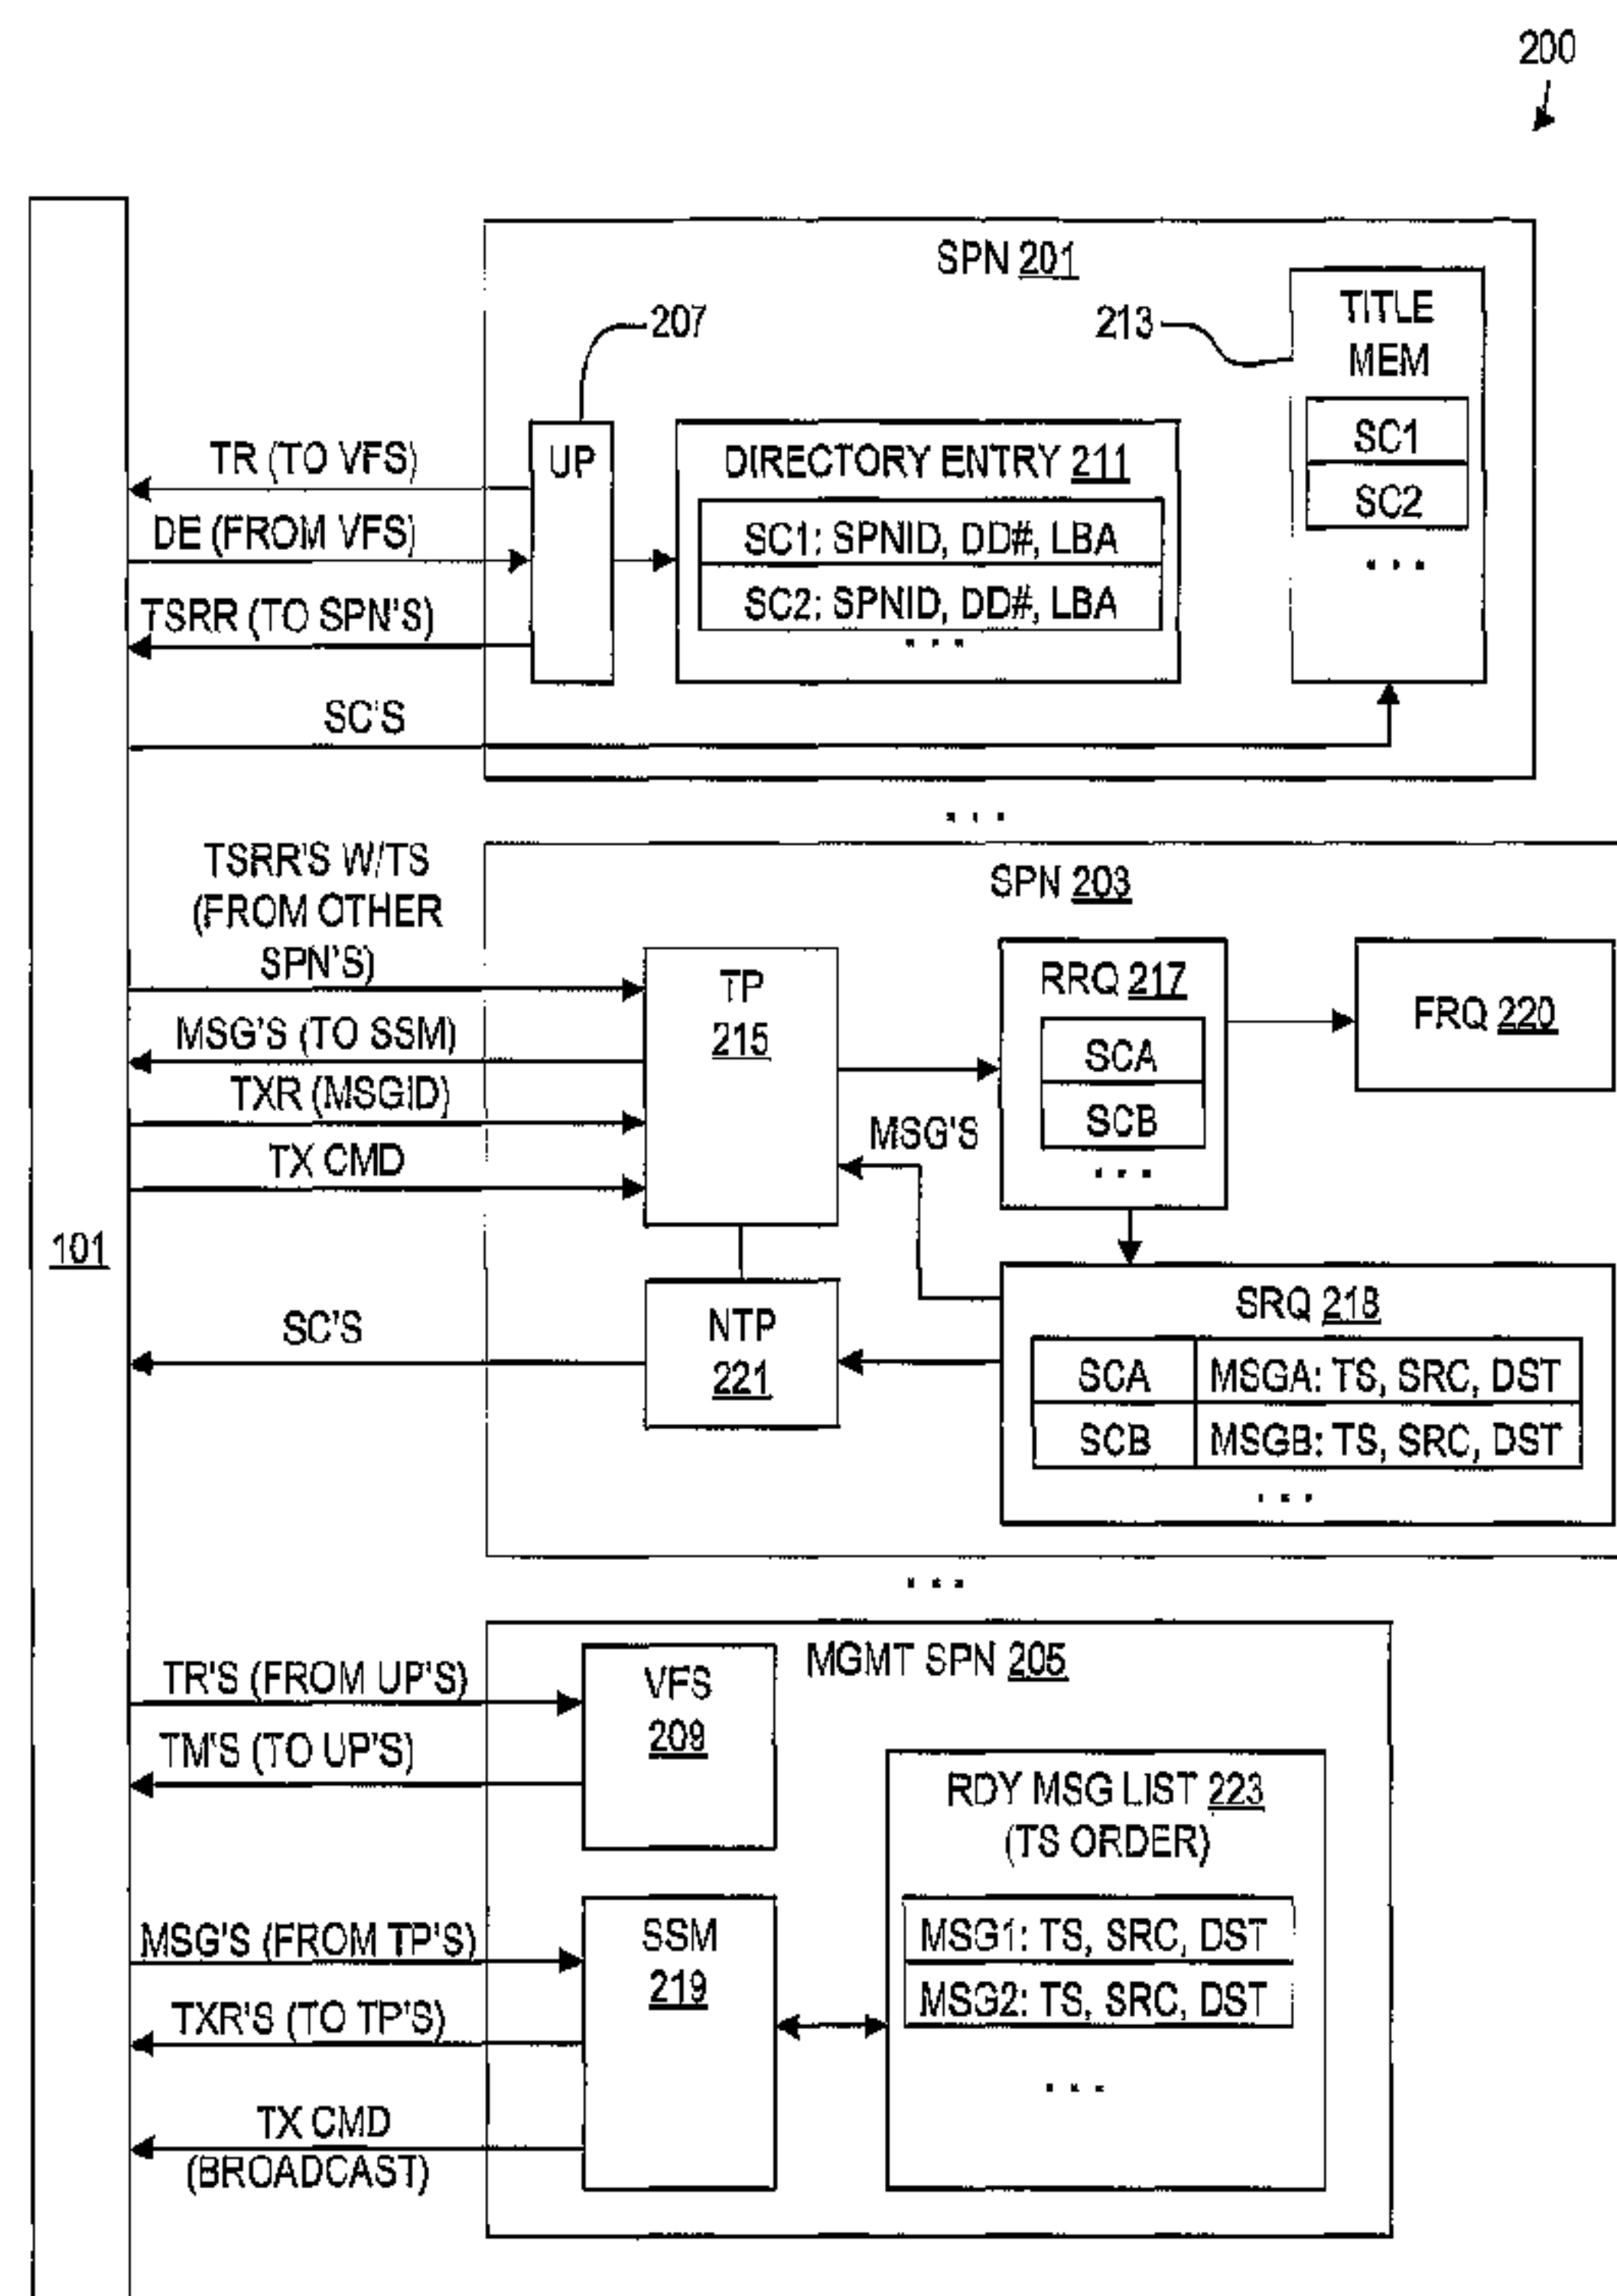 200
SPN 201
207
213
TITLE
MEM
SC1
SC2
. . .
TR (TO VFS)
DE (FROM VFS)
TSRR (TO SPN'S)
SC'S
UP
DIRECTORY ENTRY 211
SC1: SPNID, DD#, LBA
SC2: SPNID, DD#, LBA
. . .
. . .
TSRR'S W/TS
(FROM OTHER
SPN'S)
MSG'S (TO SSM)
TXR (MSGID)
TX CMD
101
SC'S
SPN 203
TP
215
RRQ 217
SCA
SCB
. . .
FRQ 220
MSG'S
NTP
221
SRQ 218
SCA MSGA: TS, SRC, DST
SCB MSGB: TS, SRC, DST
. . .
. . .
TR'S (FROM UP'S)
TM'S (TO UP'S)
MGMT SPN 205
VFS
209
RDY MSG LIST 223
(TS ORDER)
MSG1: TS, SRC, DST
MSG2: TS, SRC, DST
. . .
MSG'S (FROM TP'S)
TXR'S (TO TP'S)
TX CMD
(BROADCAST)
SSM
219